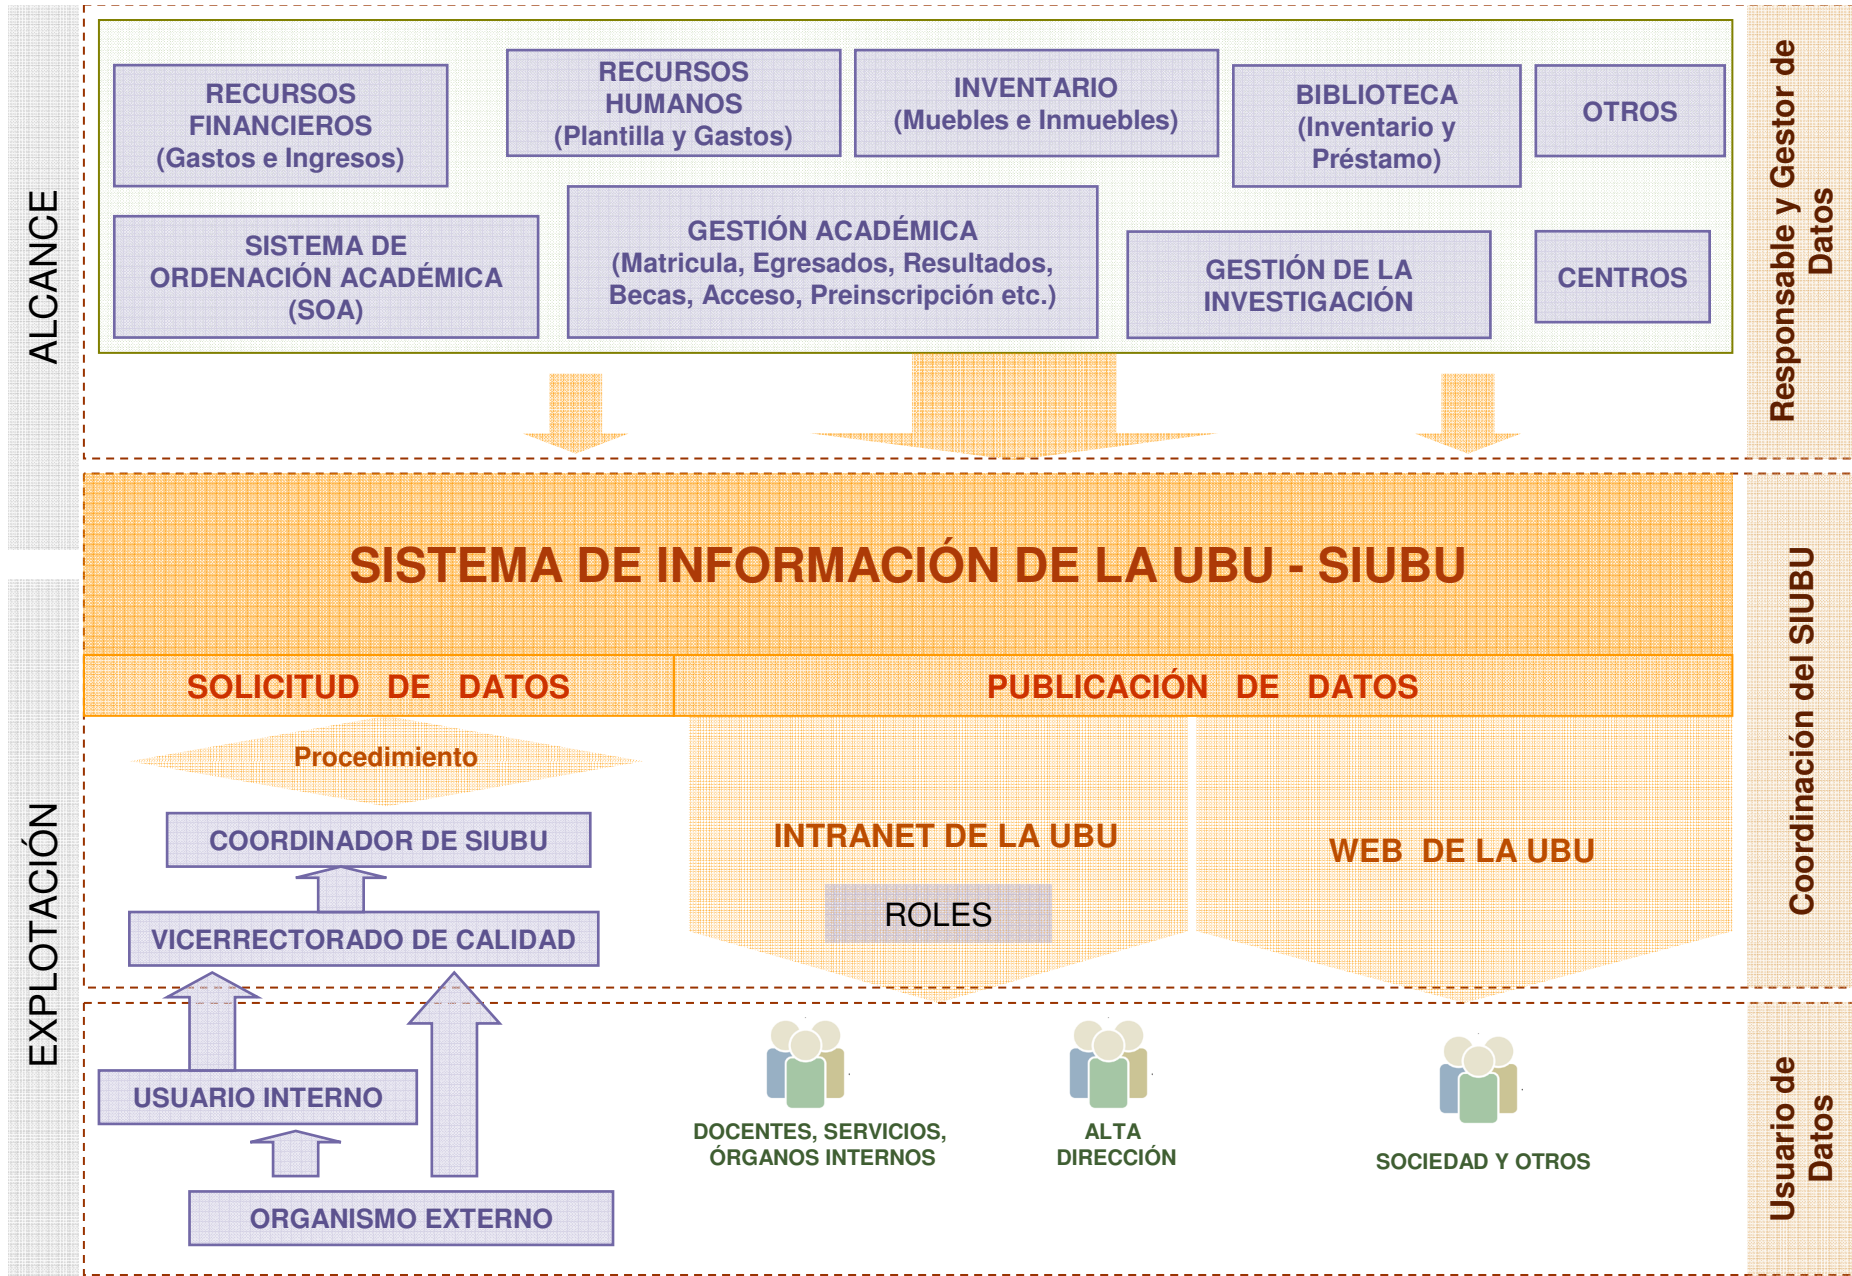 ALCANCE
RECURSOS
FINANCIEROS
(Gastos e Ingresos)
RECURSOS
HUMANOS
(Plantilla y Gastos)
INVENTARIO
(Muebles e Inmuebles)
BIBLIOTECA
(Inventario y
Préstamo)
OTROS
SISTEMA DE
ORDENACIÓN ACADÉMICA
(SOA)
GESTIÓN ACADÉMICA
(Matricula, Egresados, Resultados,
Becas, Acceso, Preinscripción etc.)
GESTIÓN DE LA
INVESTIGACIÓN
CENTROS
Responsable y Gestor de
Datos
SISTEMA DE INFORMACIÓN DE LA UBU - SIUBU
Coordinación del SIUBU
EXPLOTACIÓN
SOLICITUD DE DATOS
PUBLICACIÓN DE DATOS
Procedimiento
COORDINADOR DE SIUBU
VICERRECTORADO DE CALIDAD
INTRANET DE LA UBU
ROLES
WEB DE LA UBU
USUARIO INTERNO
ORGANISMO EXTERNO
DOCENTES, SERVICIOS,
ÓRGANOS INTERNOS
ALTA
DIRECCIÓN
SOCIEDAD Y OTROS
Usuario de
Datos